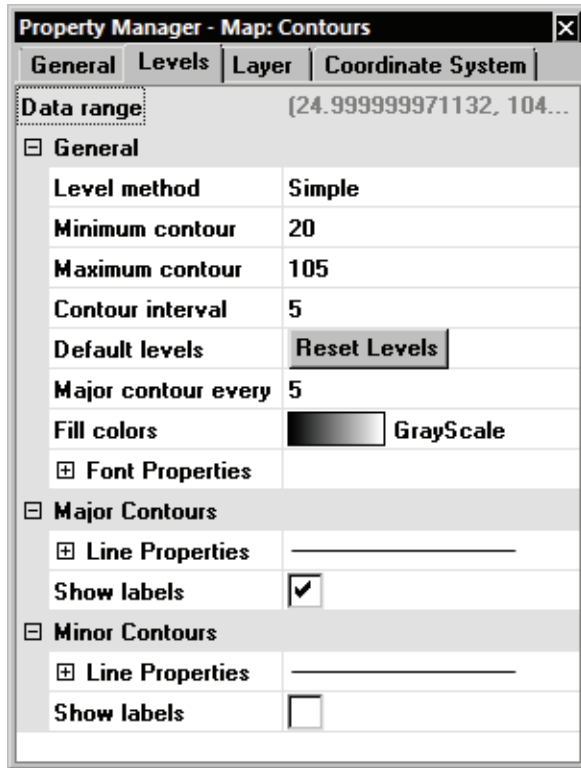 Property Manager - Map: Contours
General Levels Layer Coordinate System
Data range (24.999999971132, 104...
General
Level method Simple
Minimum contour 20
Maximum contour 105
Contour interval 5
Default levels Reset Levels
Major contour every 5
Fill colors GrayScale
Font Properties
Major Contours
Line Properties
Show labels
Minor Contours
Line Properties
Show labels